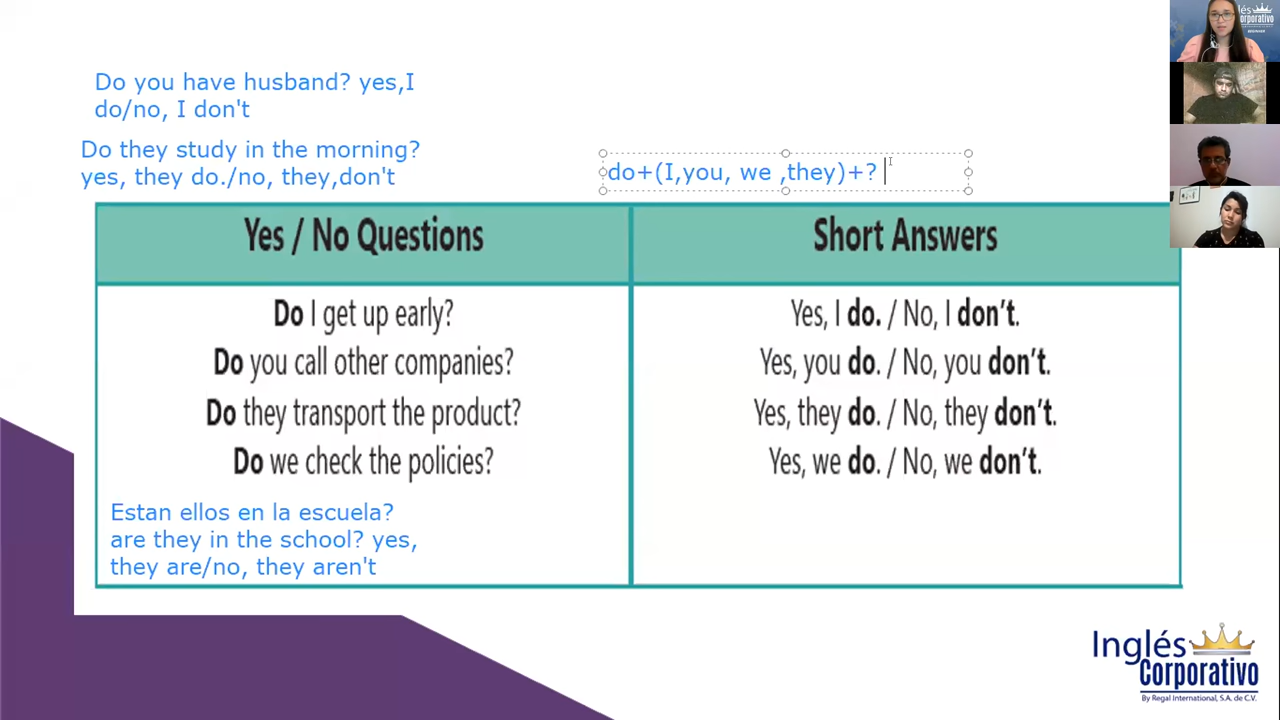 Do you have husband? yes,I
do/no, I don't
Do they study in the morning?
yes, they do./no, they,don't
do+(I,you, we ,they)+?
Yes / No Questions
Short Answers
Do I get up early?
Yes, I do. / No, I don't.
Do you call other companies?
Yes, you do. / No, you don't.
Do they transport the product?
Yes, they do. / No, they don't.
Do we check the policies?
Yes, we do. / No, we don't.
Estan ellos en la escuela?
are they in the school? yes,
they are/no, they aren't
Inglés
Corporativo
By Regal International, S.A. de C.V.
glés
orporativo